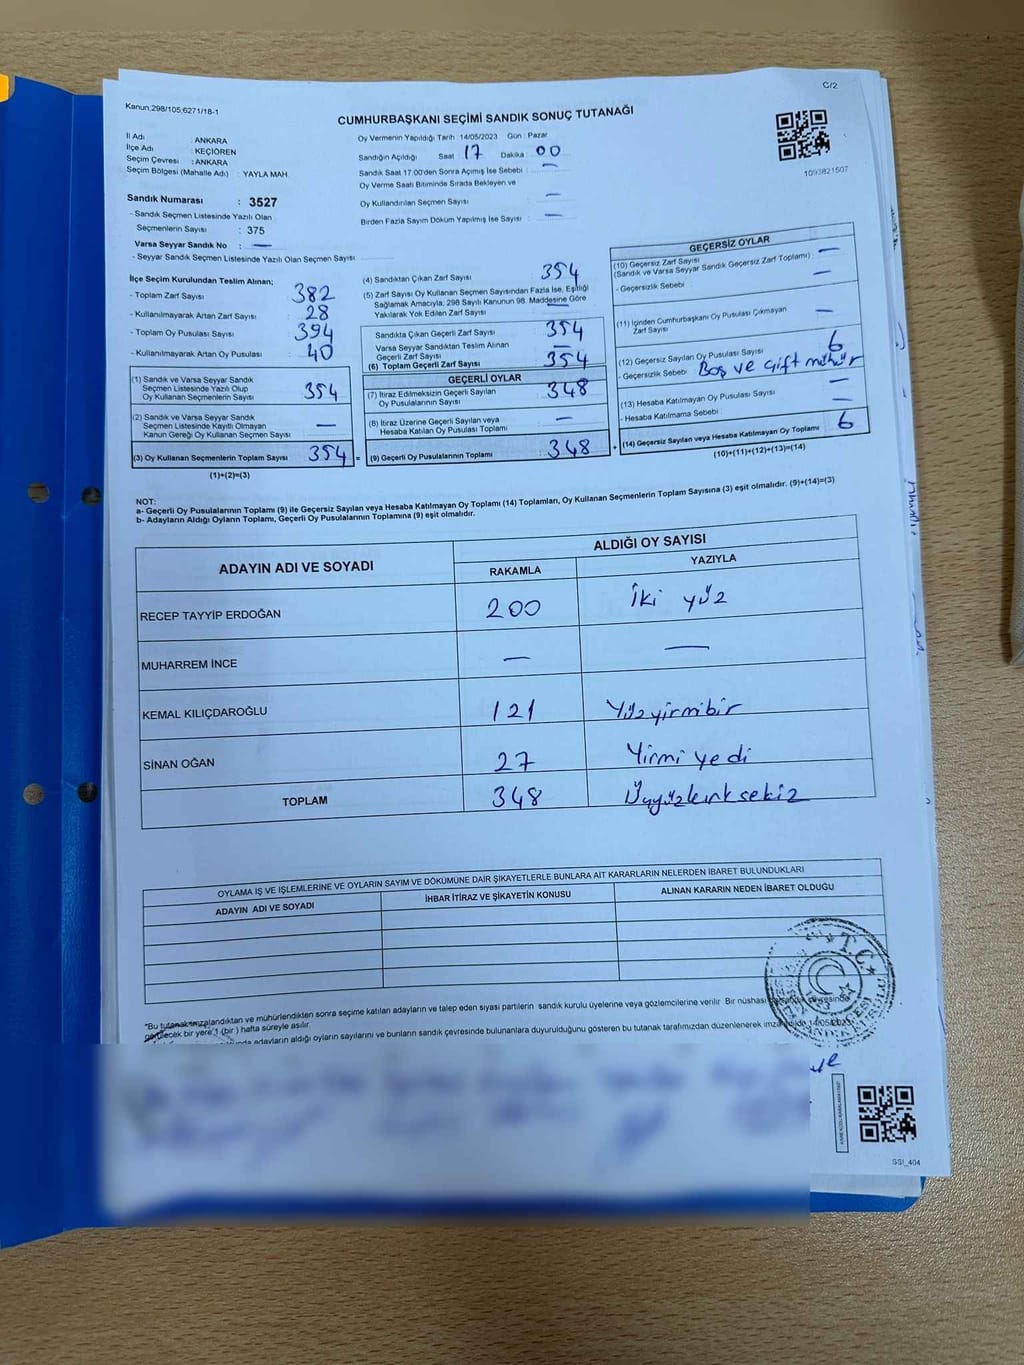 C/2
Kanun:298/105;6271/18-1
CUMHURBAŞKANI SEÇİMİ SANDIK SONUÇ TUTANAĞI
İl Adı : ANKARA
İlçe Adı : KEÇİÖREN
Seçim Çevresi : ANKARA
Seçim Bölgesi (Mahalle Adı) : YAYLA MAH.
Oy Vermenin Yapıldığı Tarih : 14/05/2023 Gün : Pazar
Sandığın Açıldığı Saat 17 Dakika 00
Sandık Saat 17.00'den Sonra Açımış İse Sebebi : —
Oy Verme Saati Bitiminde Sırada Bekleyen ve
Oy Kullandırılan Seçmen Sayısı : —
Birden Fazla Sayım Döküm Yapılmış İse Sayısı : —
1093821507
Sandık Numarası : 3527
- Sandık Seçmen Listesinde Yazılı Olan
Seçmenlerin Sayısı : 375
Varsa Seyyar Sandık No : —
- Seyyar Sandık Seçmen Listesinde Yazılı Olan Seçmen Sayısı:
İlçe Seçim Kurulundan Teslim Alınan;
- Toplam Zarf Sayısı 382
- Kullanılmayarak Artan Zarf Sayısı : 28
- Toplam Oy Pusulası Sayısı : 394
- Kullanılmayarak Artan Oy Pusulası : 40
(1) Sandık ve Varsa Seyyar Sandık
Seçmen Listesinde Yazılı Olup
Oy Kullanan Seçmenlerin Sayısı : 354
(2) Sandık ve Varsa Seyyar Sandık
Seçmen Listesinde Kayıtlı Olmayan
Kanun Gereği Oy Kullanan Seçmen Sayısı : —
(3) Oy Kullanan Seçmenlerin Toplam Sayısı : 354
(1)+(2)=(3)
(4) Sandıktan Çıkan Zarf Sayısı : 354
(5) Zarf Sayısı Oy Kullanan Seçmen Sayısından Fazla İse, Eşitliği
Sağlamak Amacıyla, 298 Sayılı Kanunun 98. Maddesine Göre
Yakılarak Yok Edilen Zarf Sayısı : —
Sandıkta Çıkan Geçerli Zarf Sayısı : 354
Varsa Seyyar Sandıktan Teslim Alınan
Geçerli Zarf Sayısı : —
(6) Toplam Geçerli Zarf Sayısı : 354
GEÇERLİ OYLAR
(7) İtiraz Edilmeksizin Geçerli Sayılan
Oy Pusulalarının Sayısı : 348
(8) İtiraz Üzerine Geçerli Sayılan veya
Hesaba Katılan Oy Pusulası Toplamı : —
= (9) Geçerli Oy Pusulalarının Toplamı : 348
GEÇERSİZ OYLAR
(10) Geçersiz Zarf Sayısı
(Sandık ve Varsa Seyyar Sandık Geçersiz Zarf Toplamı) : —
- Geçersizlik Sebebi : —
(11) İçinden Cumhurbaşkanı Oy Pusulası Çıkmayan
Zarf Sayısı : —
(12) Geçersiz Sayılan Oy Pusulası Sayısı : 6
- Geçersizlik Sebebi : Boş ve çift mühür
(13) Hesaba Katılmayan Oy Pusulası Sayısı : —
- Hesaba Katılmama Sebebi : —
+ (14) Geçersiz Sayılan veya Hesaba Katılmayan Oy Toplamı : 6
(10)+(11)+(12)+(13)=(14)
NOT:
a- Geçerli Oy Pusulalarının Toplamı (9) ile Geçersiz Sayılan veya Hesaba Katılmayan Oy Toplamı (14) Toplamları, Oy Kullanan Seçmenlerin Toplam Sayısına (3) eşit olmalıdır. (9)+(14)=(3)
b- Adayların Aldığı Oyların Toplamı, Geçerli Oy Pusulalarının Toplamına (9) eşit olmalıdır.
ADAYIN ADI VE SOYADI ALDIĞI OY SAYISI
RAKAMLA YAZIYLA
RECEP TAYYİP ERDOĞAN 200 İki yüz
MUHARREM İNCE — —
KEMAL KILIÇDAROĞLU 121 Yüzyirmibir
SİNAN OĞAN 27 Yirmi yedi
TOPLAM 348 Üçyüzkırksekiz
OYLAMA İŞ VE İŞLEMLERİNE VE OYLARIN SAYIM VE DÖKÜMÜNE DAİR ŞİKAYETLERLE BUNLARA AİT KARARLARIN NELERDEN İBARET BULUNDUKLARI
ADAYIN ADI VE SOYADI İHBAR İTİRAZ VE ŞİKAYETİN KONUSU ALINAN KARARIN NEDEN İBARET OLDUĞU
T.C.
"Bu tutanak imzalandıktan ve mühürlendikten sonra seçime katılan adayların ve talep eden siyasi partilerin sandık kurulu üyelerine veya gözlemcilerine verilir. Bir nüshası da sandık çevresinde
görülecek bir yere 1 (bir) hafta süreyle asılır.
adayların aldığı oyların sayılarını ve bunların sandık çevresinde bulunanlara duyurulduğunu gösteren bu tutanak tarafımızdan düzenlenerek imzalandı. 14/05/2023
SSI_404